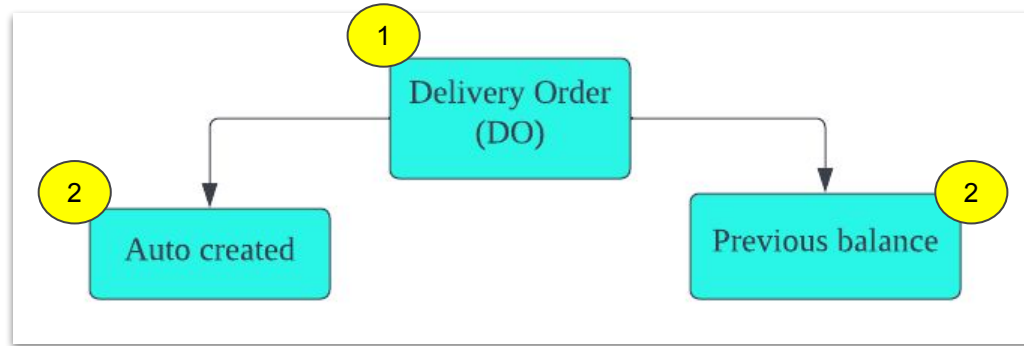 1
Delivery Order
(DO)
2
Auto created
2
Previous balance